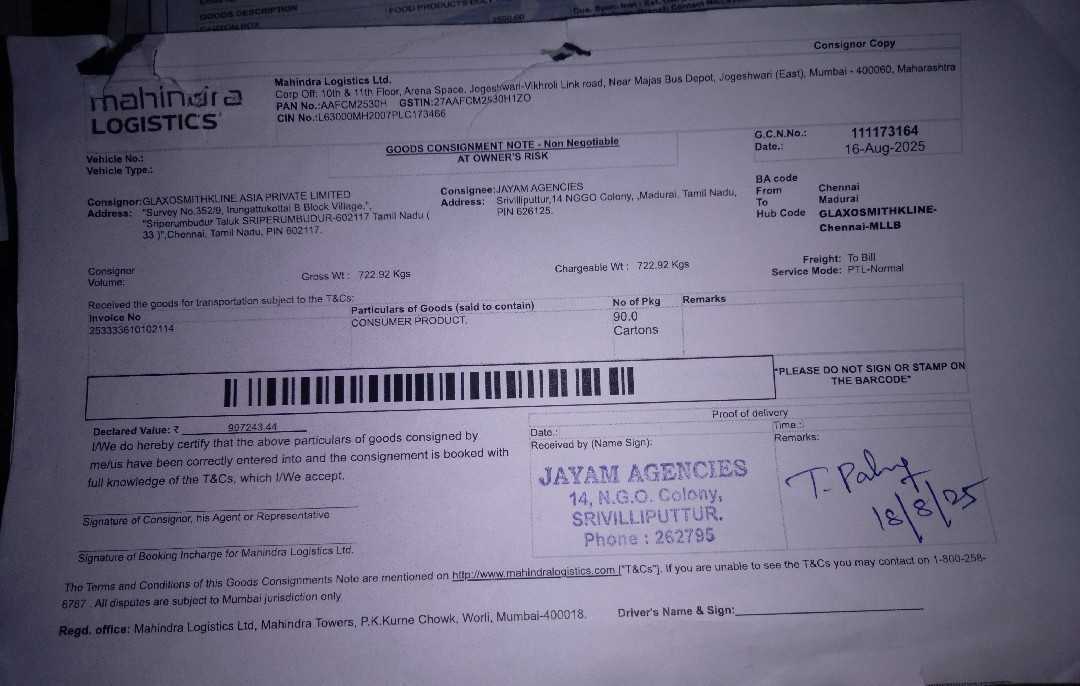 GOODS DESCRIPTION
FOOD PRODUCTS
CARTON BOX
2500.00
Consignor Copy
mahindra
LOGISTICS
Mahindra Logistics Ltd.
Corp Off: 10th & 11th Floor, Arena Space, Jogeshwari-Vikhroli Link road, Near Majas Bus Depot, Jogeshwari (East), Mumbai - 400060, Maharashtra
PAN No.:AAFCM2530H GSTIN:27AAFCM2530H1ZO
CIN No.:L63000MH2007PLC173466
Vehicle No.:
Vehicle Type.:
GOODS CONSIGNMENT NOTE - Non Negotiable
AT OWNER'S RISK
G.C.N.No.: 111173164
Date.: 16-Aug-2025
Consignor:GLAXOSMITHKLINE ASIA PRIVATE LIMITED
Address: "Survey No.352/9, Irungattukottai B Block Village,",
"Sriperumbudur Taluk SRIPERUMBUDUR-602117 Tamil Nadu (
33 )",Chennai, Tamil Nadu, PIN 602117.
Consignee:JAYAM AGENCIES
Address: Srivilliputtur,14 NGGO Colony, ,Madurai, Tamil Nadu,
PIN 626125.
BA code
From Chennai
To Madurai
Hub Code GLAXOSMITHKLINE-
Chennai-MLLB
Consignor
Volume:
Gross Wt : 722.92 Kgs
Chargeable Wt : 722.92 Kgs
Freight: To Bill
Service Mode: PTL-Normal
Received the goods for transportation subject to the T&Cs:
Invoice No
253333610102114
Particulars of Goods (said to contain)
CONSUMER PRODUCT.
No of Pkg
90.0
Cartons
Remarks
*PLEASE DO NOT SIGN OR STAMP ON
THE BARCODE*
Declared Value: ₹ 907243.44
I/We do hereby certify that the above particulars of goods consigned by
me/us have been correctly entered into and the consignement is booked with
full knowledge of the T&Cs, which I/We accept.
Signature of Consignor, his Agent or Representative
Signature of Booking Incharge for Mahindra Logistics Ltd.
Proof of delivery
Date.:
Time :
Received by (Name Sign):
Remarks:
JAYAM AGENCIES
14, N.G.O. Colony,
SRIVILLIPUTTUR.
Phone : 262795
18/8/25
The Terms and Conditions of this Goods Consignments Note are mentioned on http://www.mahindralogistics.com ["T&Cs"]. If you are unable to see the T&Cs you may contact on 1-800-258-
6787 . All disputes are subject to Mumbai jurisdiction only
Regd. office: Mahindra Logistics Ltd, Mahindra Towers, P.K.Kurne Chowk, Worli, Mumbai-400018.
Driver's Name & Sign: